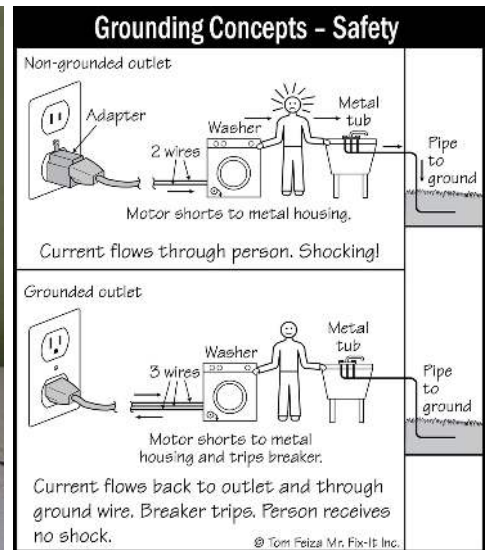 Grounding Concepts – Safety
Non-grounded outlet
Adapter
2 wires
Washer
Metal
tub
Pipe
to
ground
Motor shorts to metal housing.
Current flows through person. Shocking!
Grounded outlet
3 wires
Washer
Metal
tub
Pipe
to
ground
Motor shorts to metal
housing and trips breaker.
Current flows back to outlet and through
ground wire. Breaker trips. Person receives
no shock.
© Tom Feiza Mr. Fix-It Inc.